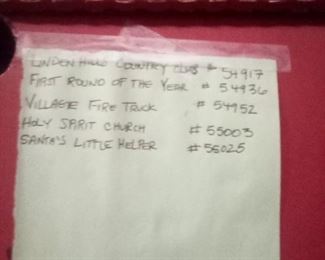 LINDEN HILLS COUNTRY CLUB # 54917
FIRST ROUND OF THE YEAR # 54936
VILLAGE FIRE TRUCK # 54952
HOLY SPIRIT CHURCH # 55003
SANTA'S LITTLE HELPER # 55025